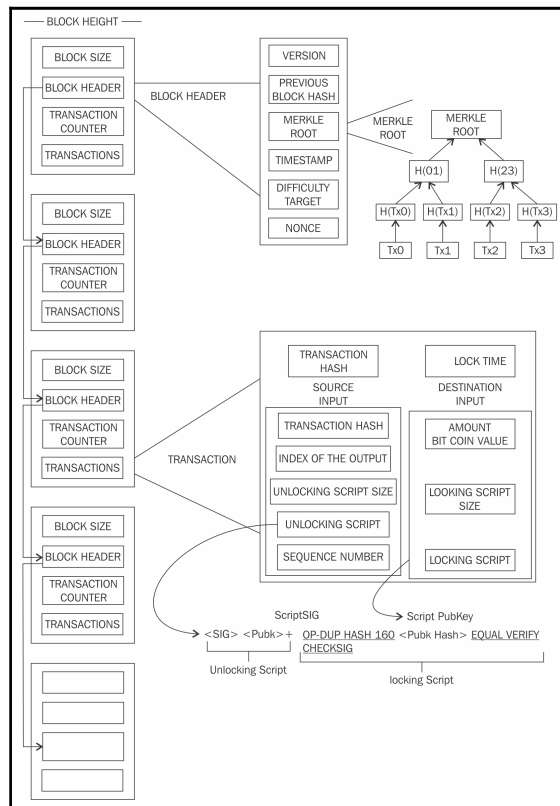 BLOCK HEIGHT
BLOCK SIZE
BLOCK HEADER
TRANSACTION
COUNTER
TRANSACTIONS
BLOCK HEADER
VERSION
PREVIOUS
BLOCK HASH
MERKLE
ROOT
TIMESTAMP
DIFFICULTY
TARGET
NONCE
MERKLE
ROOT
MERKLE
ROOT
H(01)
H(23)
H(Tx0)
H(Tx1)
H(Tx2)
H(Tx3)
Tx0
Tx1
Tx2
Tx3
BLOCK SIZE
BLOCK HEADER
TRANSACTION
COUNTER
TRANSACTIONS
BLOCK SIZE
BLOCK HEADER
TRANSACTION
COUNTER
TRANSACTIONS
TRANSACTION
TRANSACTION
HASH
LOCK TIME
SOURCE
INPUT
DESTINATION
INPUT
TRANSACTION HASH
INDEX OF THE OUTPUT
UNLOCKING SCRIPT SIZE
UNLOCKING SCRIPT
SEQUENCE NUMBER
AMOUNT
BIT COIN VALUE
LOOKING SCRIPT
SIZE
LOCKING SCRIPT
BLOCK SIZE
BLOCK HEADER
TRANSACTION
COUNTER
TRANSACTIONS
ScriptSIG
Script PubKey
<SIG> <Pubk>+ OP-DUP HASH 160 <Pubk Hash> EQUAL VERIFY
CHECKSIG
Unlocking Script
locking Script